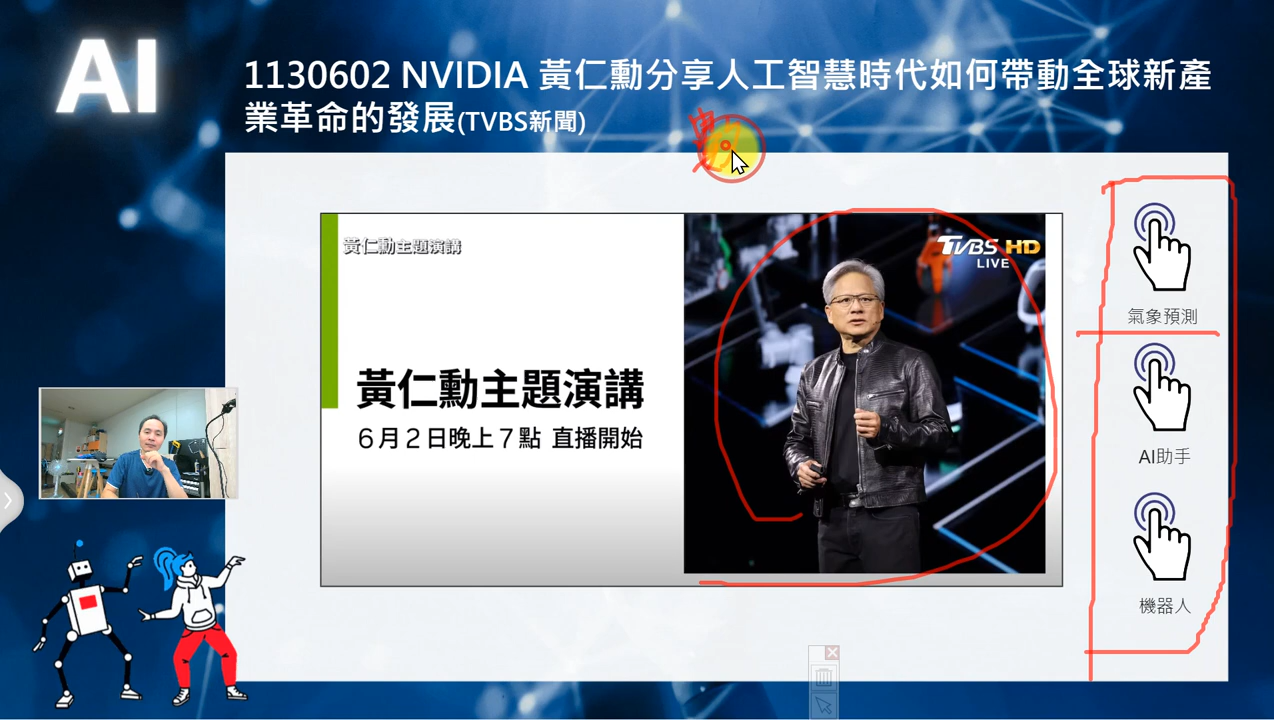 AI
1130602 NVIDIA 黃仁勳分享人工智慧時代如何帶動全球新產
業革命的發展(TVBS新聞)
黃仁勳主題演講
TVBS HD
LIVE
黃仁勳主題演講
6月2日晚上7點 直播開始
氣象預測
AI助手
機器人